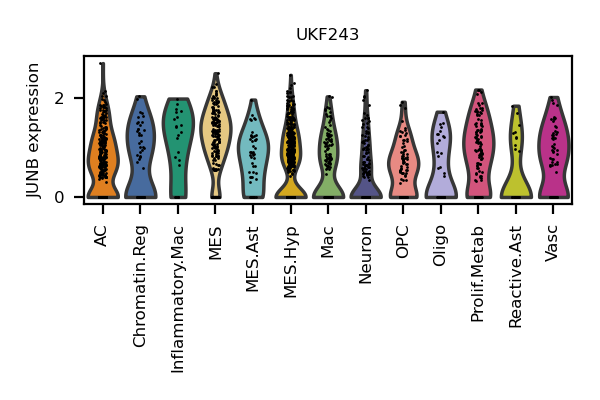 UKF243
JUNB expression
2
0
AC
Chromatin.Reg
Inflammatory.Mac
MES
MES.Ast
MES.Hyp
Mac
Neuron
OPC
Oligo
Prolif.Metab
Reactive.Ast
Vasc